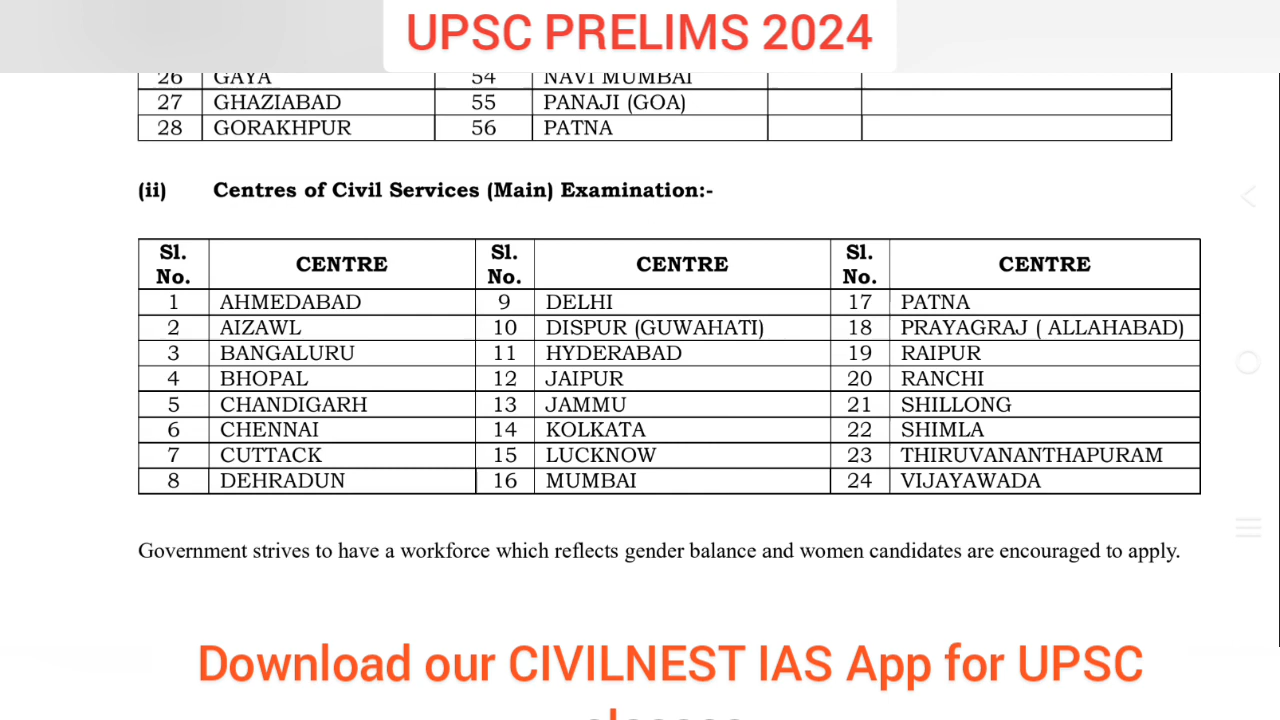 UPSC PRELIMS 2024
26 GAYA 54 NAVI MUMBAI
27 GHAZIABAD 55 PANAJI (GOA)
28 GORAKHPUR 56 PATNA
(ii) Centres of Civil Services (Main) Examination:-
Sl. No. CENTRE Sl. No. CENTRE Sl. No. CENTRE
1 AHMEDABAD 9 DELHI 17 PATNA
2 AIZAWL 10 DISPUR (GUWAHATI) 18 PRAYAGRAJ ( ALLAHABAD)
3 BANGALURU 11 HYDERABAD 19 RAIPUR
4 BHOPAL 12 JAIPUR 20 RANCHI
5 CHANDIGARH 13 JAMMU 21 SHILLONG
6 CHENNAI 14 KOLKATA 22 SHIMLA
7 CUTTACK 15 LUCKNOW 23 THIRUVANANTHAPURAM
8 DEHRADUN 16 MUMBAI 24 VIJAYAWADA
Government strives to have a workforce which reflects gender balance and women candidates are encouraged to apply.
Download our CIVILNEST IAS App for UPSC